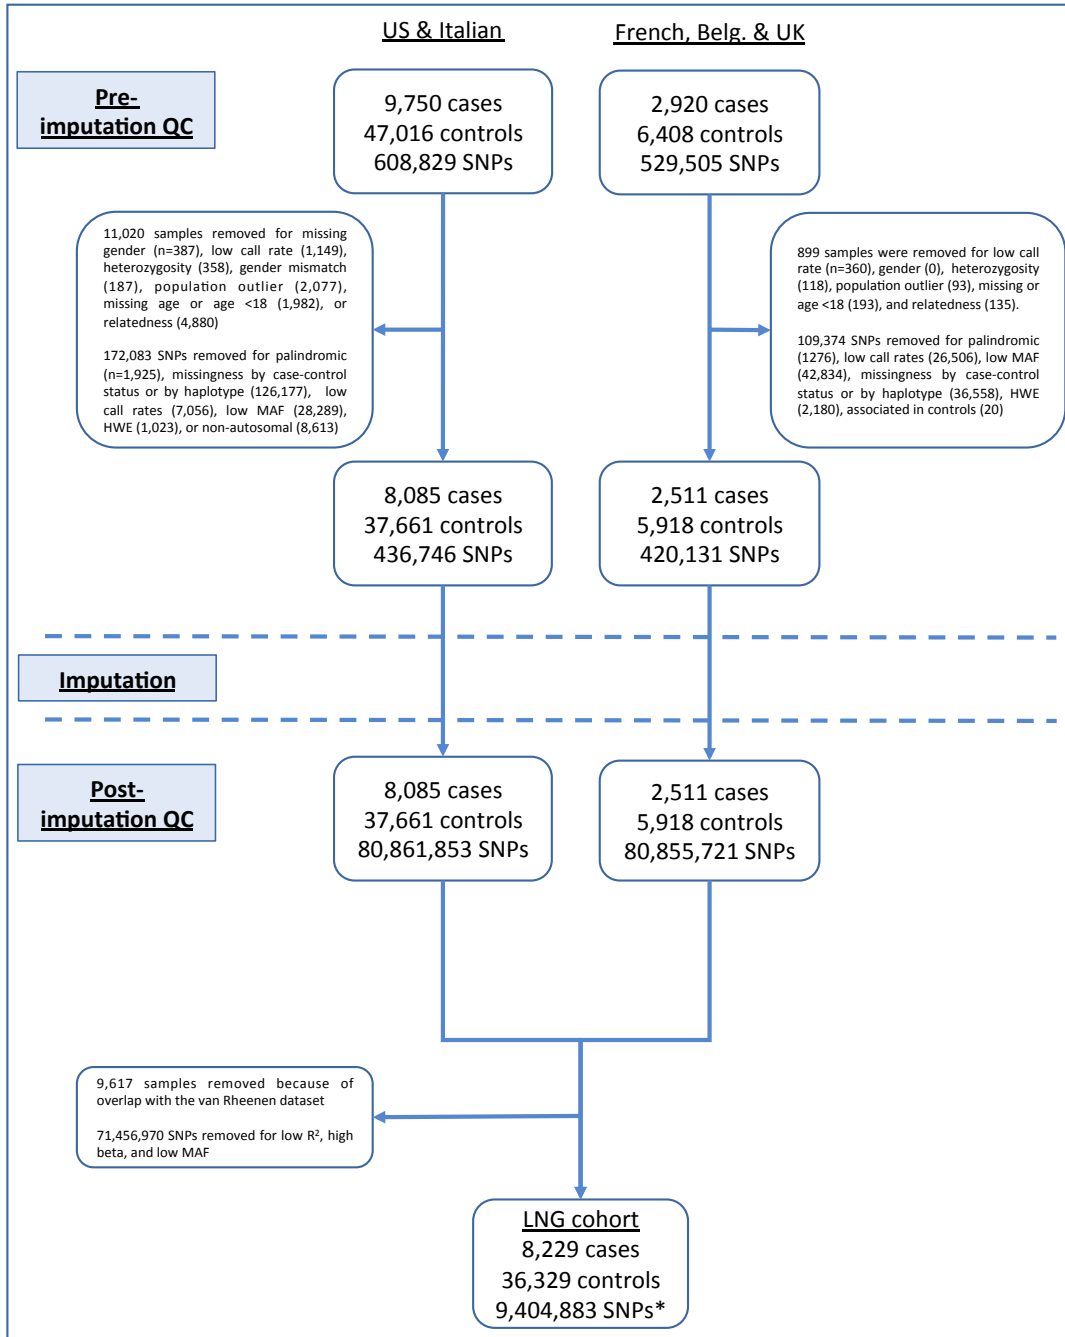 US & Italian
French, Belg. & UK
Pre-
imputation QC
9,750 cases
47,016 controls
608,829 SNPs
2,920 cases
6,408 controls
529,505 SNPs
11,020 samples removed for missing
gender (n=387), low call rate (1,149),
heterozygosity (358), gender mismatch
(187), population outlier (2,077),
missing age or age <18 (1,982), or
relatedness (4,880)
172,083 SNPs removed for palindromic
(n=1,925), missingness by case-control
status or by haplotype (126,177), low
call rates (7,056), low MAF (28,289),
HWE (1,023), or non-autosomal (8,613)
899 samples were removed for low call
rate (n=360), gender (0), heterozygosity
(118), population outlier (93), missing or
age <18 (193), and relatedness (135).
109,374 SNPs removed for palindromic
(1276), low call rates (26,506), low MAF
(42,834), missingness by case-control
status or by haplotype (36,558), HWE
(2,180), associated in controls (20)
8,085 cases
37,661 controls
436,746 SNPs
2,511 cases
5,918 controls
420,131 SNPs
Imputation
Post-
imputation QC
8,085 cases
37,661 controls
80,861,853 SNPs
2,511 cases
5,918 controls
80,855,721 SNPs
9,617 samples removed because of
overlap with the van Rheenen dataset
71,456,970 SNPs removed for low R², high
beta, and low MAF
LNG cohort
8,229 cases
36,329 controls
9,404,883 SNPs*